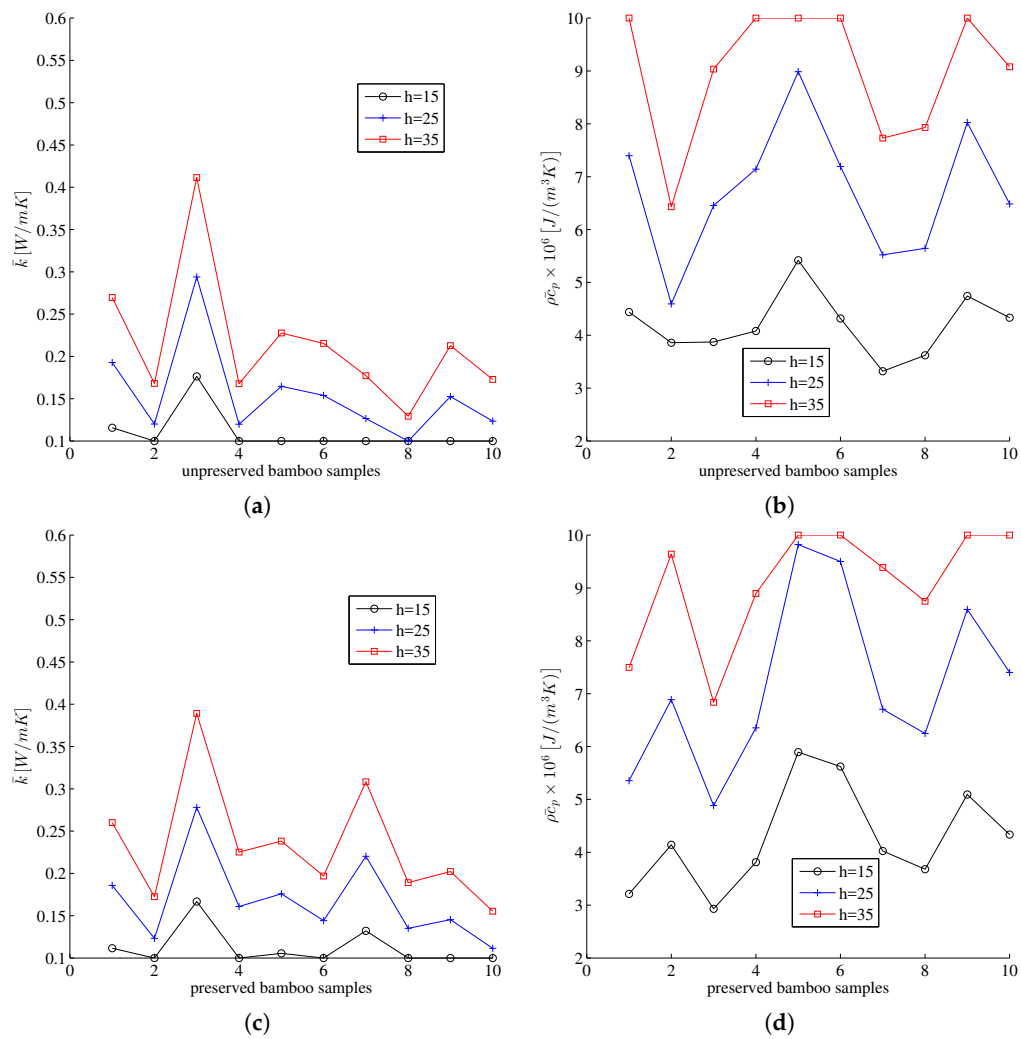 0.6
0.55
0.5
0.45
0.4
0.35
0.3
0.25
0.2
0.15
0.1
k̄ [W/mK]
h=15
h=25
h=35
0 2 4 6 8 10
unpreserved bamboo samples
(a)
10
9
8
7
6
5
4
3
2
ρc̄ₚ × 10⁶ [J/(m³K)]
h=15
h=25
h=35
0 2 4 6 8 10
unpreserved bamboo samples
(b)
0.6
0.55
0.5
0.45
0.4
0.35
0.3
0.25
0.2
0.15
0.1
k̄ [W/mK]
h=15
h=25
h=35
0 2 4 6 8 10
preserved bamboo samples
(c)
10
9
8
7
6
5
4
3
2
ρc̄ₚ × 10⁶ [J/(m³K)]
h=15
h=25
h=35
0 2 4 6 8 10
preserved bamboo samples
(d)